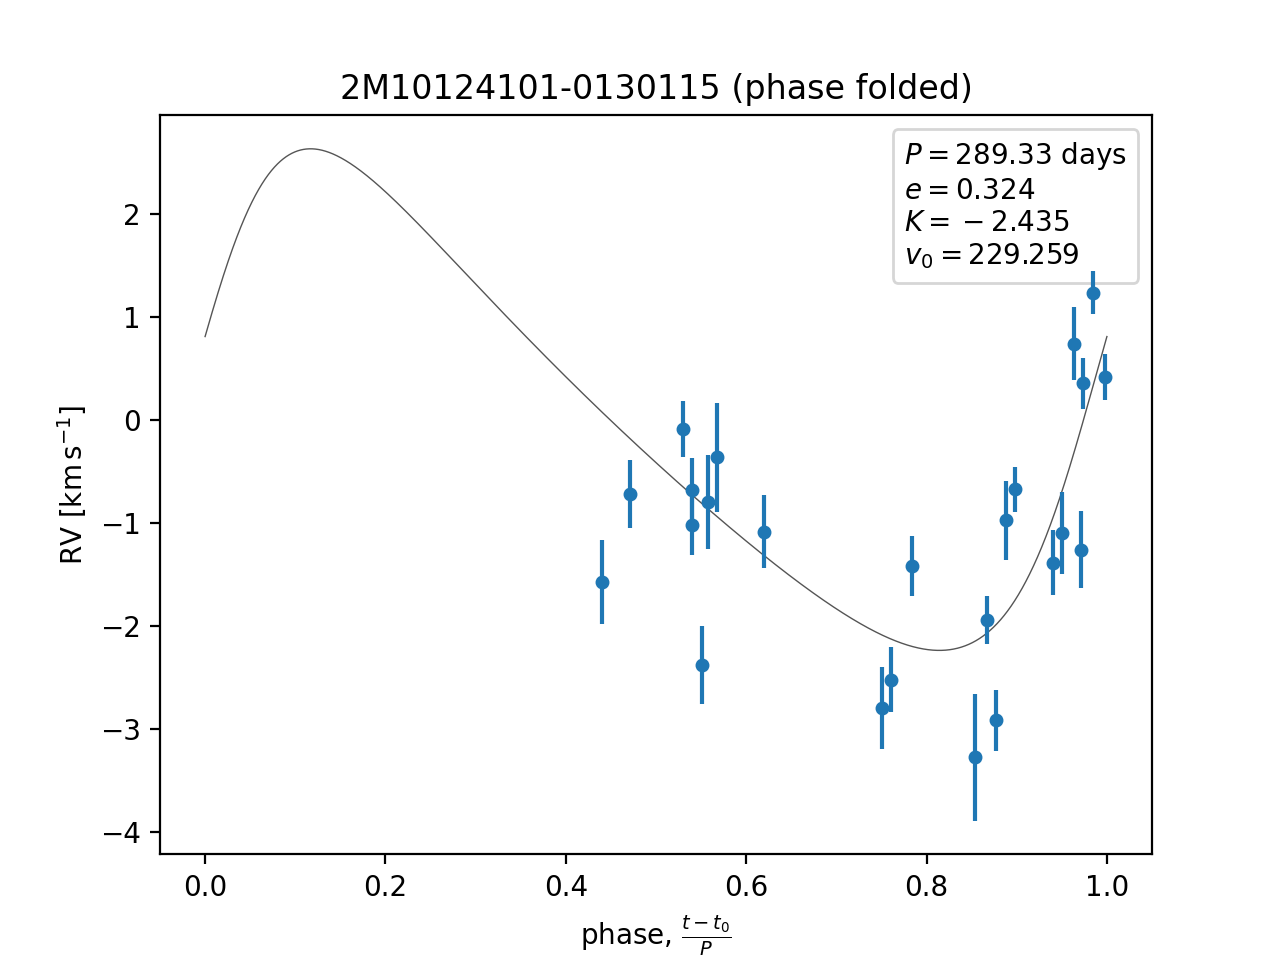 2M10124101-0130115 (phase folded)
P = 289.33 days
e = 0.324
K = −2.435
v₀ = 229.259
RV [km s⁻¹]
2
1
0
−1
−2
−3
−4
0.0 0.2 0.4 0.6 0.8 1.0
phase, (t − t₀)/P